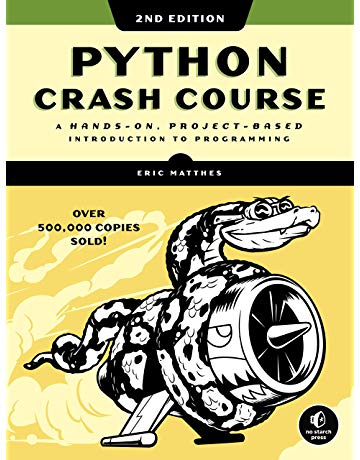 2ND EDITION
PYTHON
CRASH COURSE
A HANDS-ON, PROJECT-BASED
INTRODUCTION TO PROGRAMMING
ERIC MATTHES
OVER
500,000 COPIES
SOLD!
no starch
press